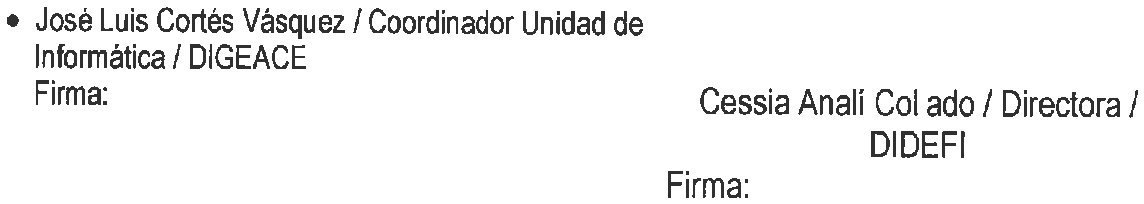 • José Luis Cortés Vásquez / Coordinador Unidad de
Informática / DIGEACE
Firma:
Cessia Analí Col ado / Directora /
DIDEFI
Firma: